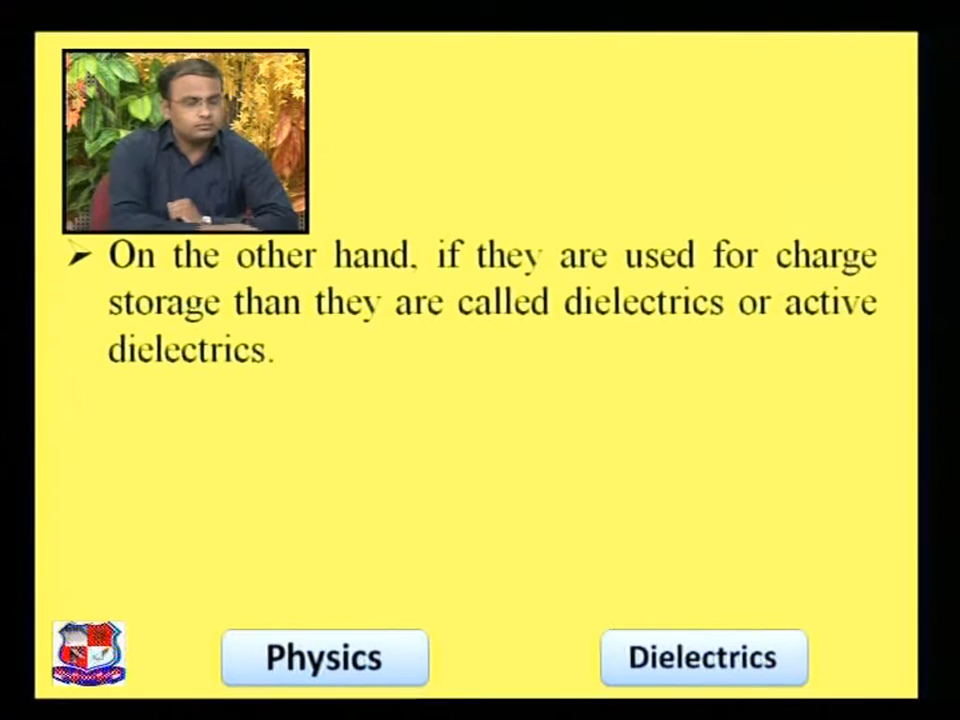 On the other hand, if they are used for charge
storage than they are called dielectrics or active
dielectrics.
Physics
Dielectrics